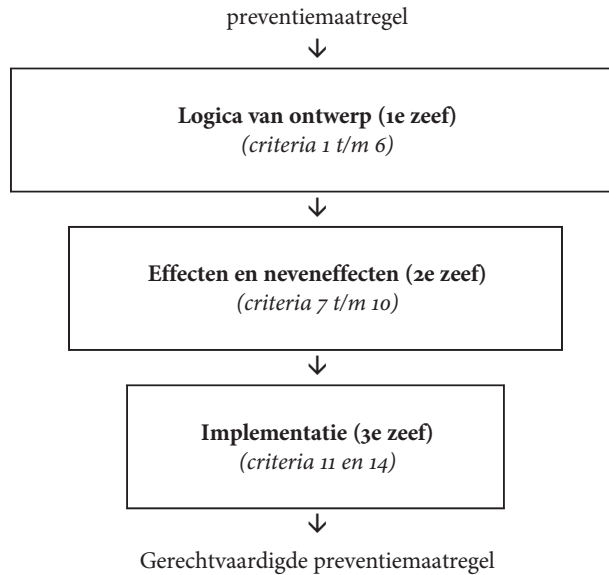 preventiemaatregel
↓
Logica van ontwerp (1e zeef)
(criteria 1 t/m 6)
↓
Effecten en neveneffecten (2e zeef)
(criteria 7 t/m 10)
↓
Implementatie (3e zeef)
(criteria 11 en 14)
↓
Gerechtvaardigde preventiemaatregel